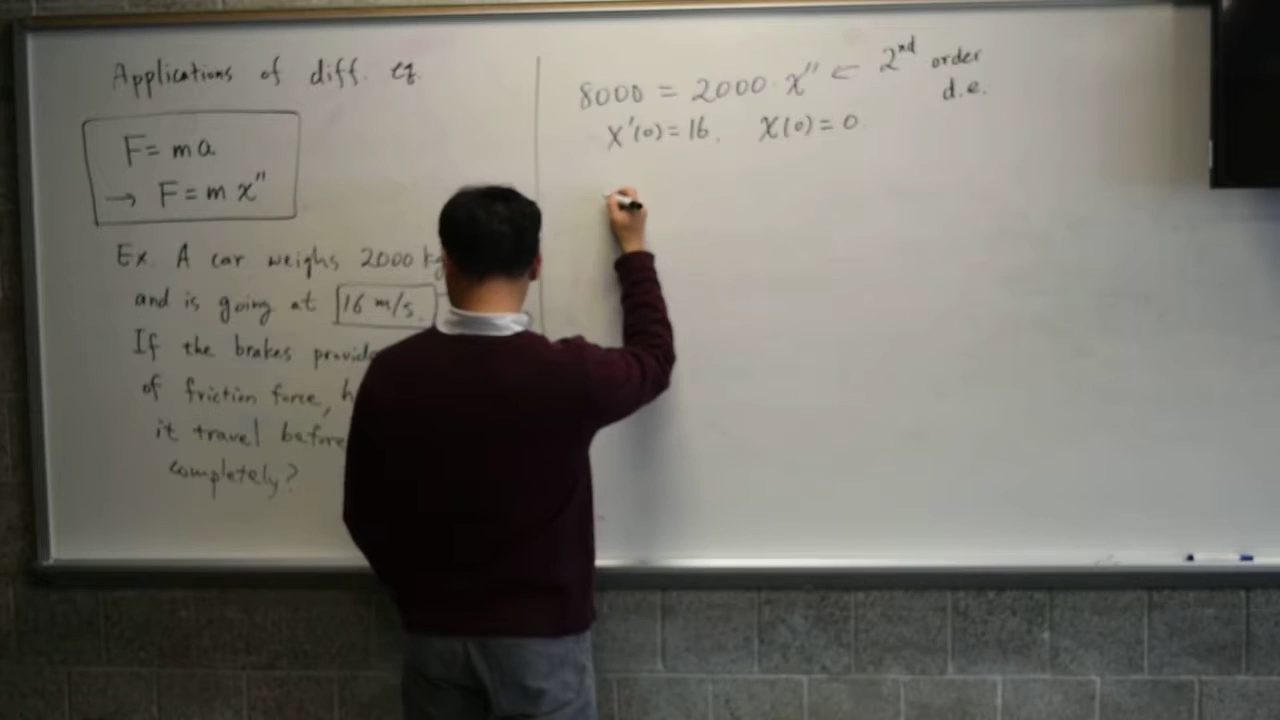 Applications of diff. eq.
F = ma
→ F = m x''
Ex. A car weighs 2000 kg
and is going at 16 m/s.
If the brakes provide
of friction force,
it travel before
completely?
8000 = 2000 · x'' ← 2nd order
d.e.
x'(0) = 16. x(0) = 0